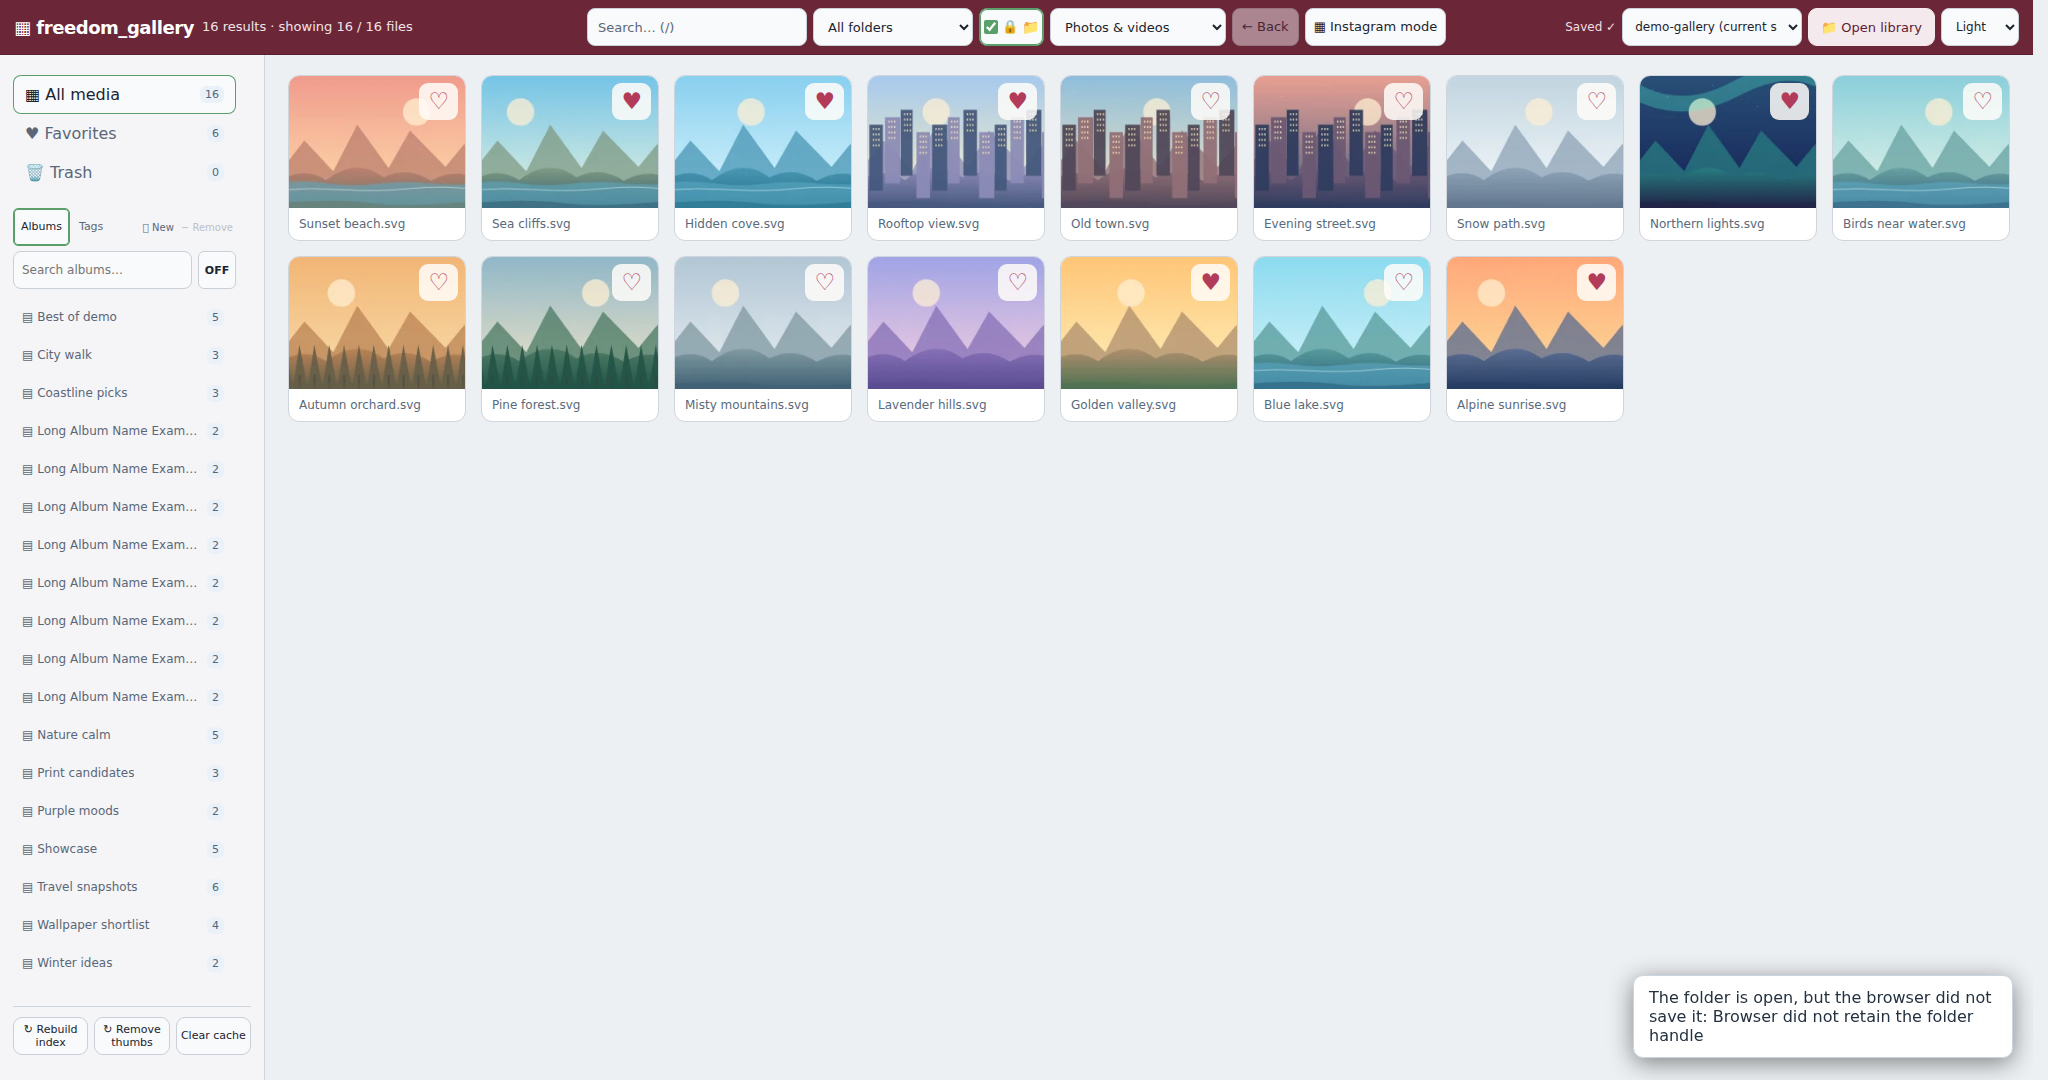 freedom_gallery 16 results · showing 16 / 16 files
Search... (/)
All folders
Photos & videos
← Back
Instagram mode
Saved ✓
demo-gallery (current s
Open library
Light
All media 16
♥ Favorites 6
Trash 0
Albums Tags New − Remove
Search albums...
OFF
Best of demo 5
City walk 3
Coastline picks 3
Long Album Name Exam... 2
Long Album Name Exam... 2
Long Album Name Exam... 2
Long Album Name Exam... 2
Long Album Name Exam... 2
Long Album Name Exam... 2
Long Album Name Exam... 2
Long Album Name Exam... 2
Nature calm 5
Print candidates 3
Purple moods 2
Showcase 5
Travel snapshots 6
Wallpaper shortlist 4
Winter ideas 2
↻ Rebuild
index
↻ Remove
thumbs
Clear cache
Sunset beach.svg
Sea cliffs.svg
Hidden cove.svg
Rooftop view.svg
Old town.svg
Evening street.svg
Snow path.svg
Northern lights.svg
Birds near water.svg
Autumn orchard.svg
Pine forest.svg
Misty mountains.svg
Lavender hills.svg
Golden valley.svg
Blue lake.svg
Alpine sunrise.svg
The folder is open, but the browser did not
save it: Browser did not retain the folder
handle